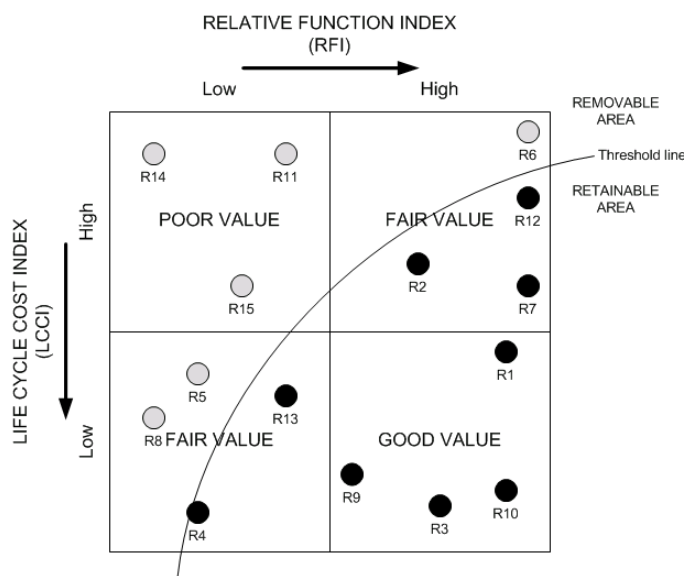 RELATIVE FUNCTION INDEX
(RFI)
Low
High
REMOVABLE
AREA
R6
Threshold line
R14
R11
RETAINABLE
AREA
High
POOR VALUE
FAIR VALUE
R12
R2
R15
R7
LIFE CYCLE COST INDEX
(LCCI)
R1
R5
R13
Low
R8
FAIR VALUE
GOOD VALUE
R9
R10
R4
R3